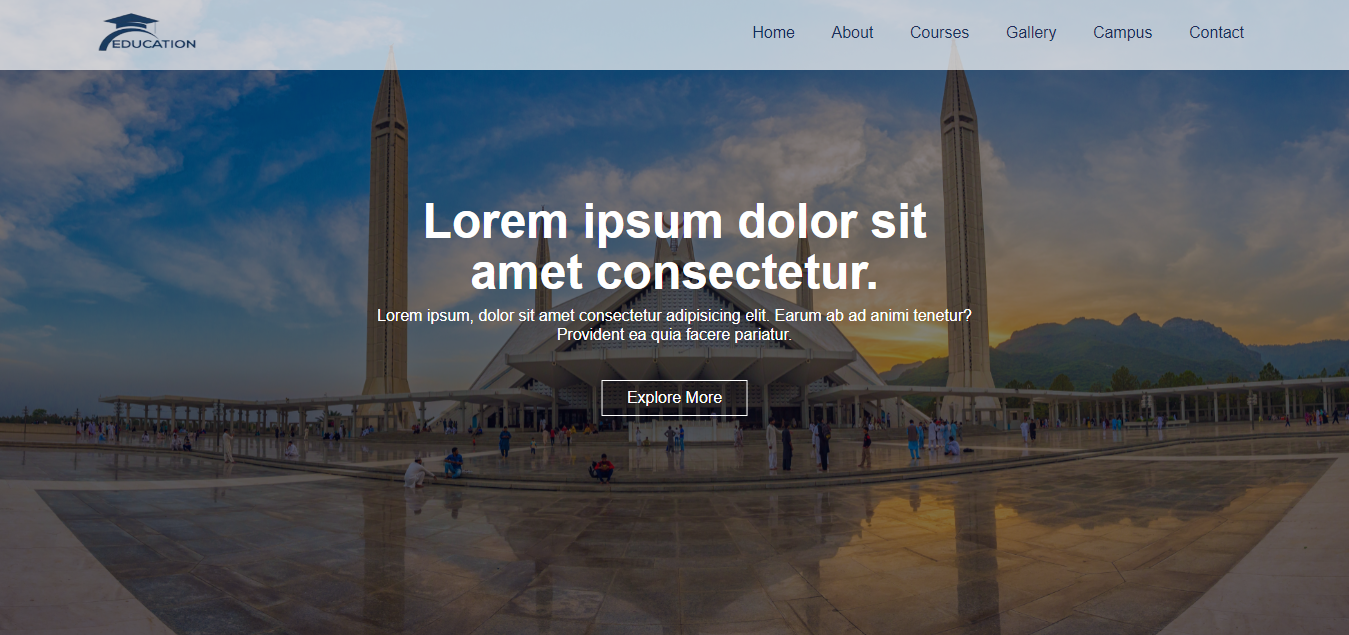 EDUCATION
Home About Courses Gallery Campus Contact
Lorem ipsum dolor sit
amet consectetur.
Lorem ipsum, dolor sit amet consectetur adipisicing elit. Earum ab ad animi tenetur?
Provident ea quia facere pariatur.
Explore More